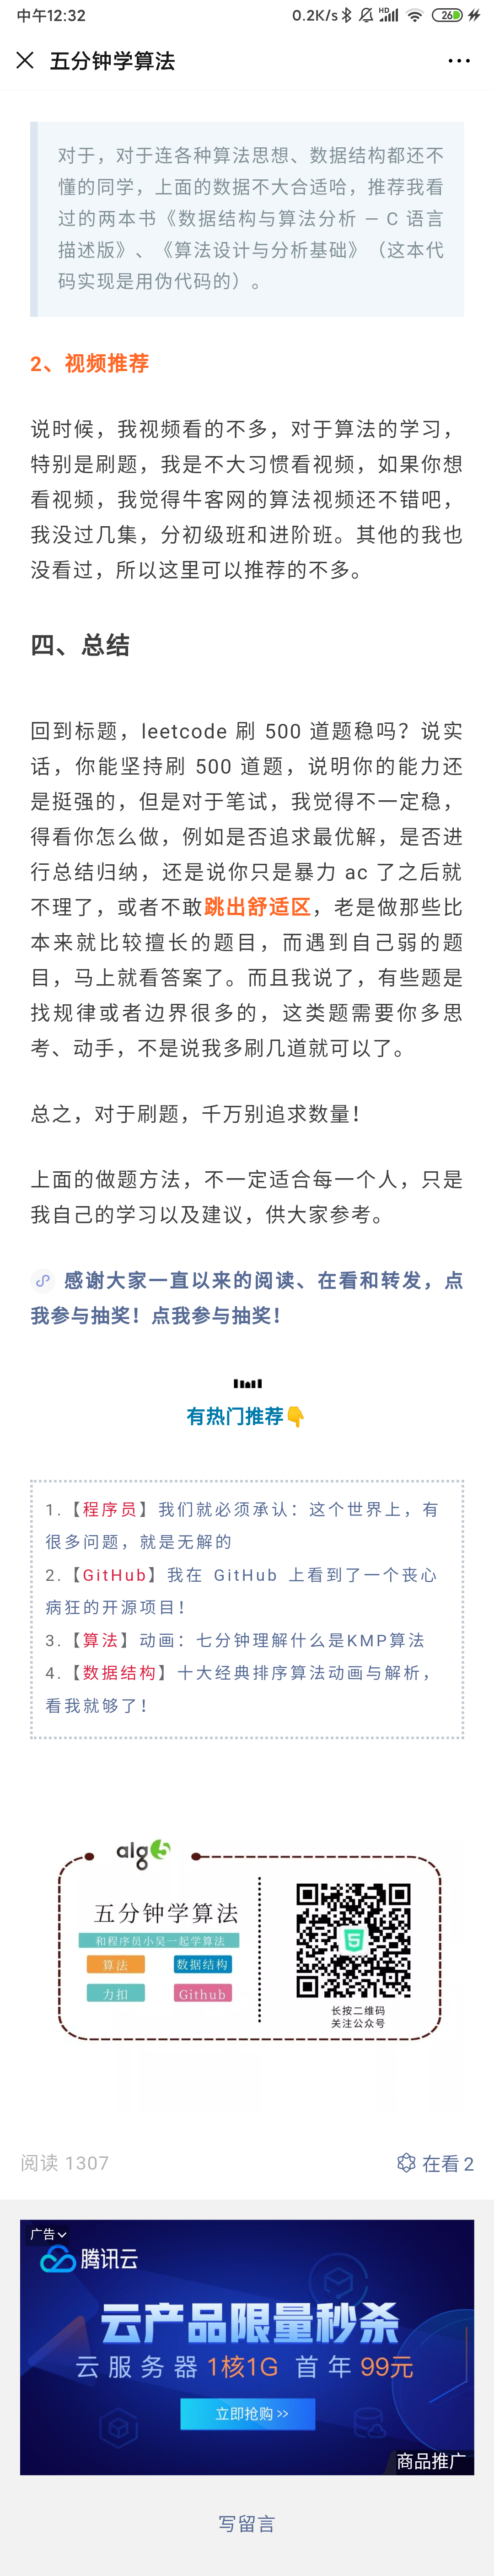 中午12:32
0.2K/s
HD
26
五分钟学算法
对于，对于连各种算法思想、数据结构都还不
懂的同学，上面的数据不大合适哈，推荐我看
过的两本书《数据结构与算法分析 — C 语言
描述版》、《算法设计与分析基础》（这本代
码实现是用伪代码的）。
2、视频推荐
说时候，我视频看的不多，对于算法的学习，
特别是刷题，我是不大习惯看视频，如果你想
看视频，我觉得牛客网的算法视频还不错吧，
我没过几集，分初级班和进阶班。其他的我也
没看过，所以这里可以推荐的不多。
四、总结
回到标题，leetcode 刷 500 道题稳吗？说实
话，你能坚持刷 500 道题，说明你的能力还
是挺强的，但是对于笔试，我觉得不一定稳，
得看你怎么做，例如是否追求最优解，是否进
行总结归纳，还是说你只是暴力 ac 了之后就
不理了，或者不敢跳出舒适区，老是做那些比
本来就比较擅长的题目，而遇到自己弱的题
目，马上就看答案了。而且我说了，有些题是
找规律或者边界很多的，这类题需要你多思
考、动手，不是说我多刷几道就可以了。
总之，对于刷题，千万别追求数量！
上面的做题方法，不一定适合每一个人，只是
我自己的学习以及建议，供大家参考。
感谢大家一直以来的阅读、在看和转发，点
我参与抽奖！点我参与抽奖！
有热门推荐👇
1.【程序员】我们就必须承认：这个世界上，有
很多问题，就是无解的
2.【GitHub】我在 GitHub 上看到了一个丧心
病狂的开源项目！
3.【算法】动画：七分钟理解什么是KMP算法
4.【数据结构】十大经典排序算法动画与解析，
看我就够了！
algo
5
五分钟学算法
和程序员小吴一起学算法
算法
数据结构
力扣
Github
5
长按二维码
关注公众号
阅读 1307
在看 2
广告
腾讯云
云产品限量秒杀
云服务器 1核1G 首年 99元
立即抢购 >>
商品推广
写留言